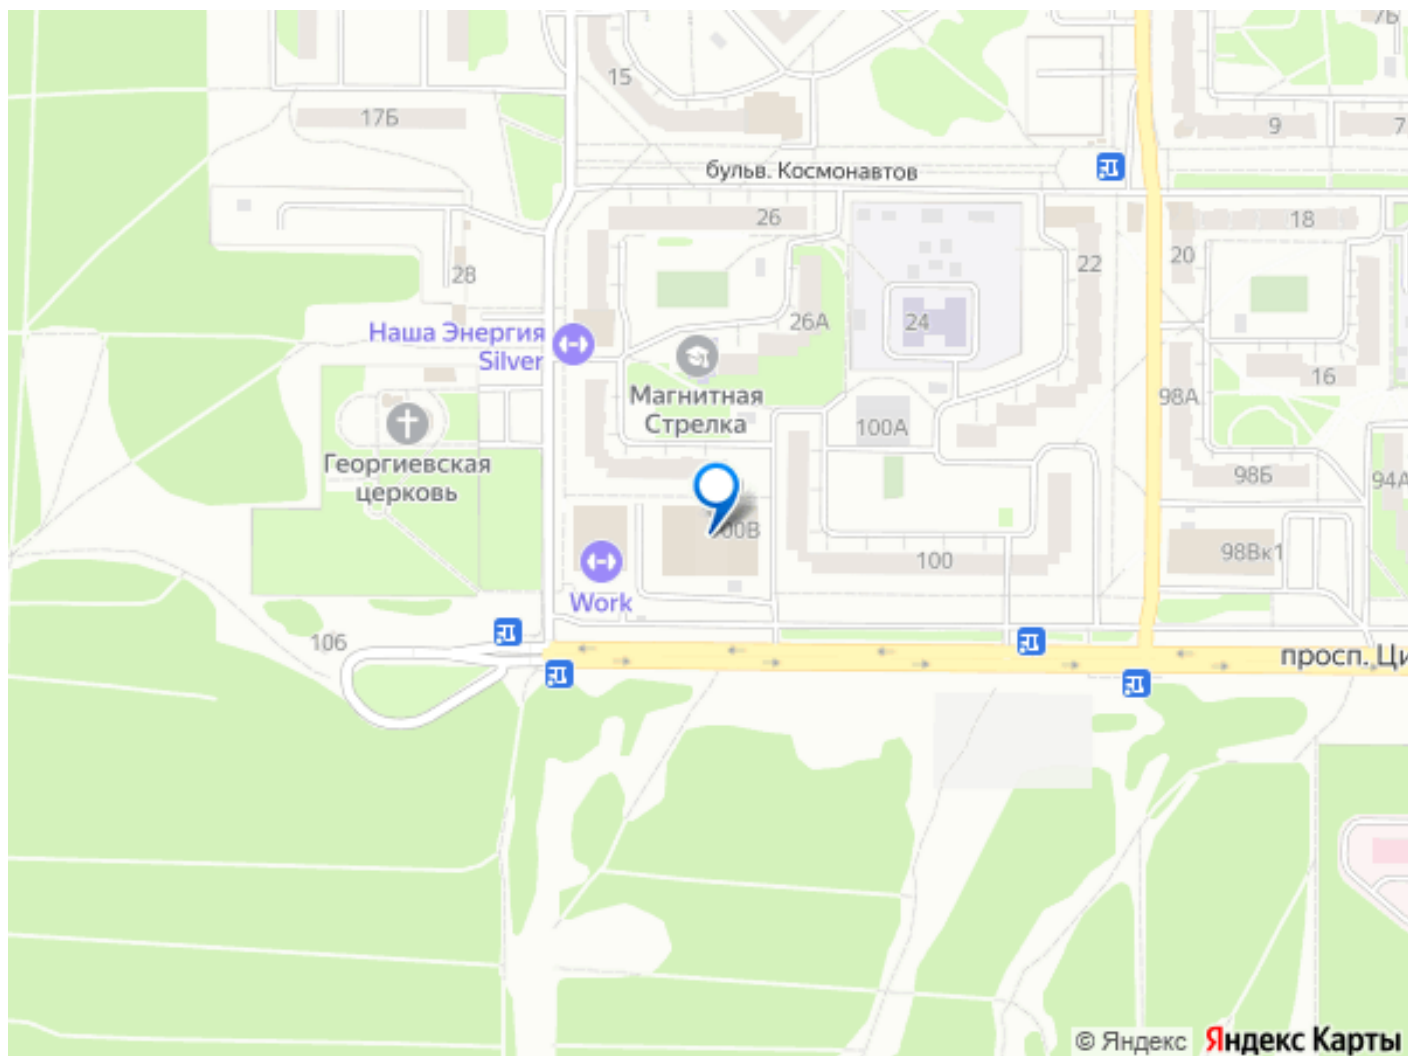 7Б
15
17Б
9
7
бульв. Космонавтов
26
18
22
20
28
26А
24
Наша Энергия
Silver
Магнитная
Стрелка
16
98А
100А
Георгиевская
церковь
98Б
94А
00В
100
98Вк1
Work
106
просп. Ци
© Яндекс
Яндекс Карты